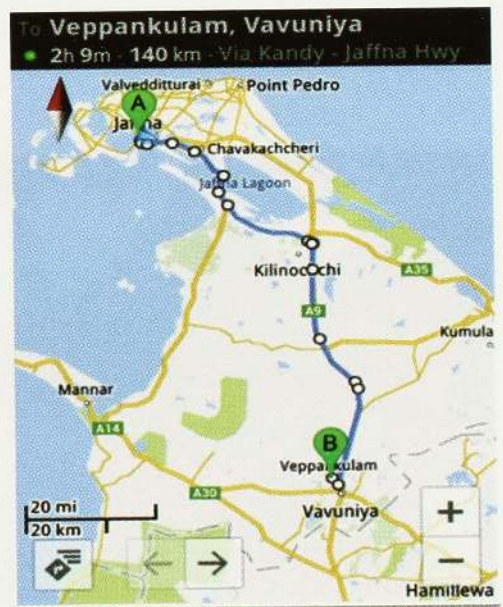 To Veppankulam, Vavuniya
2h 9m - 140 km - Via Kandy - Jaffna Hwy
Valvedditturai
Point Pedro
A
Jaffna
Chavakachcheri
Jaffna Lagoon
Kilinochchi
A35
A9
Kumula
Mannar
A14
B
Veppankulam
A30
20 mi
20 km
Vavuniya
+
−
Hamillewa